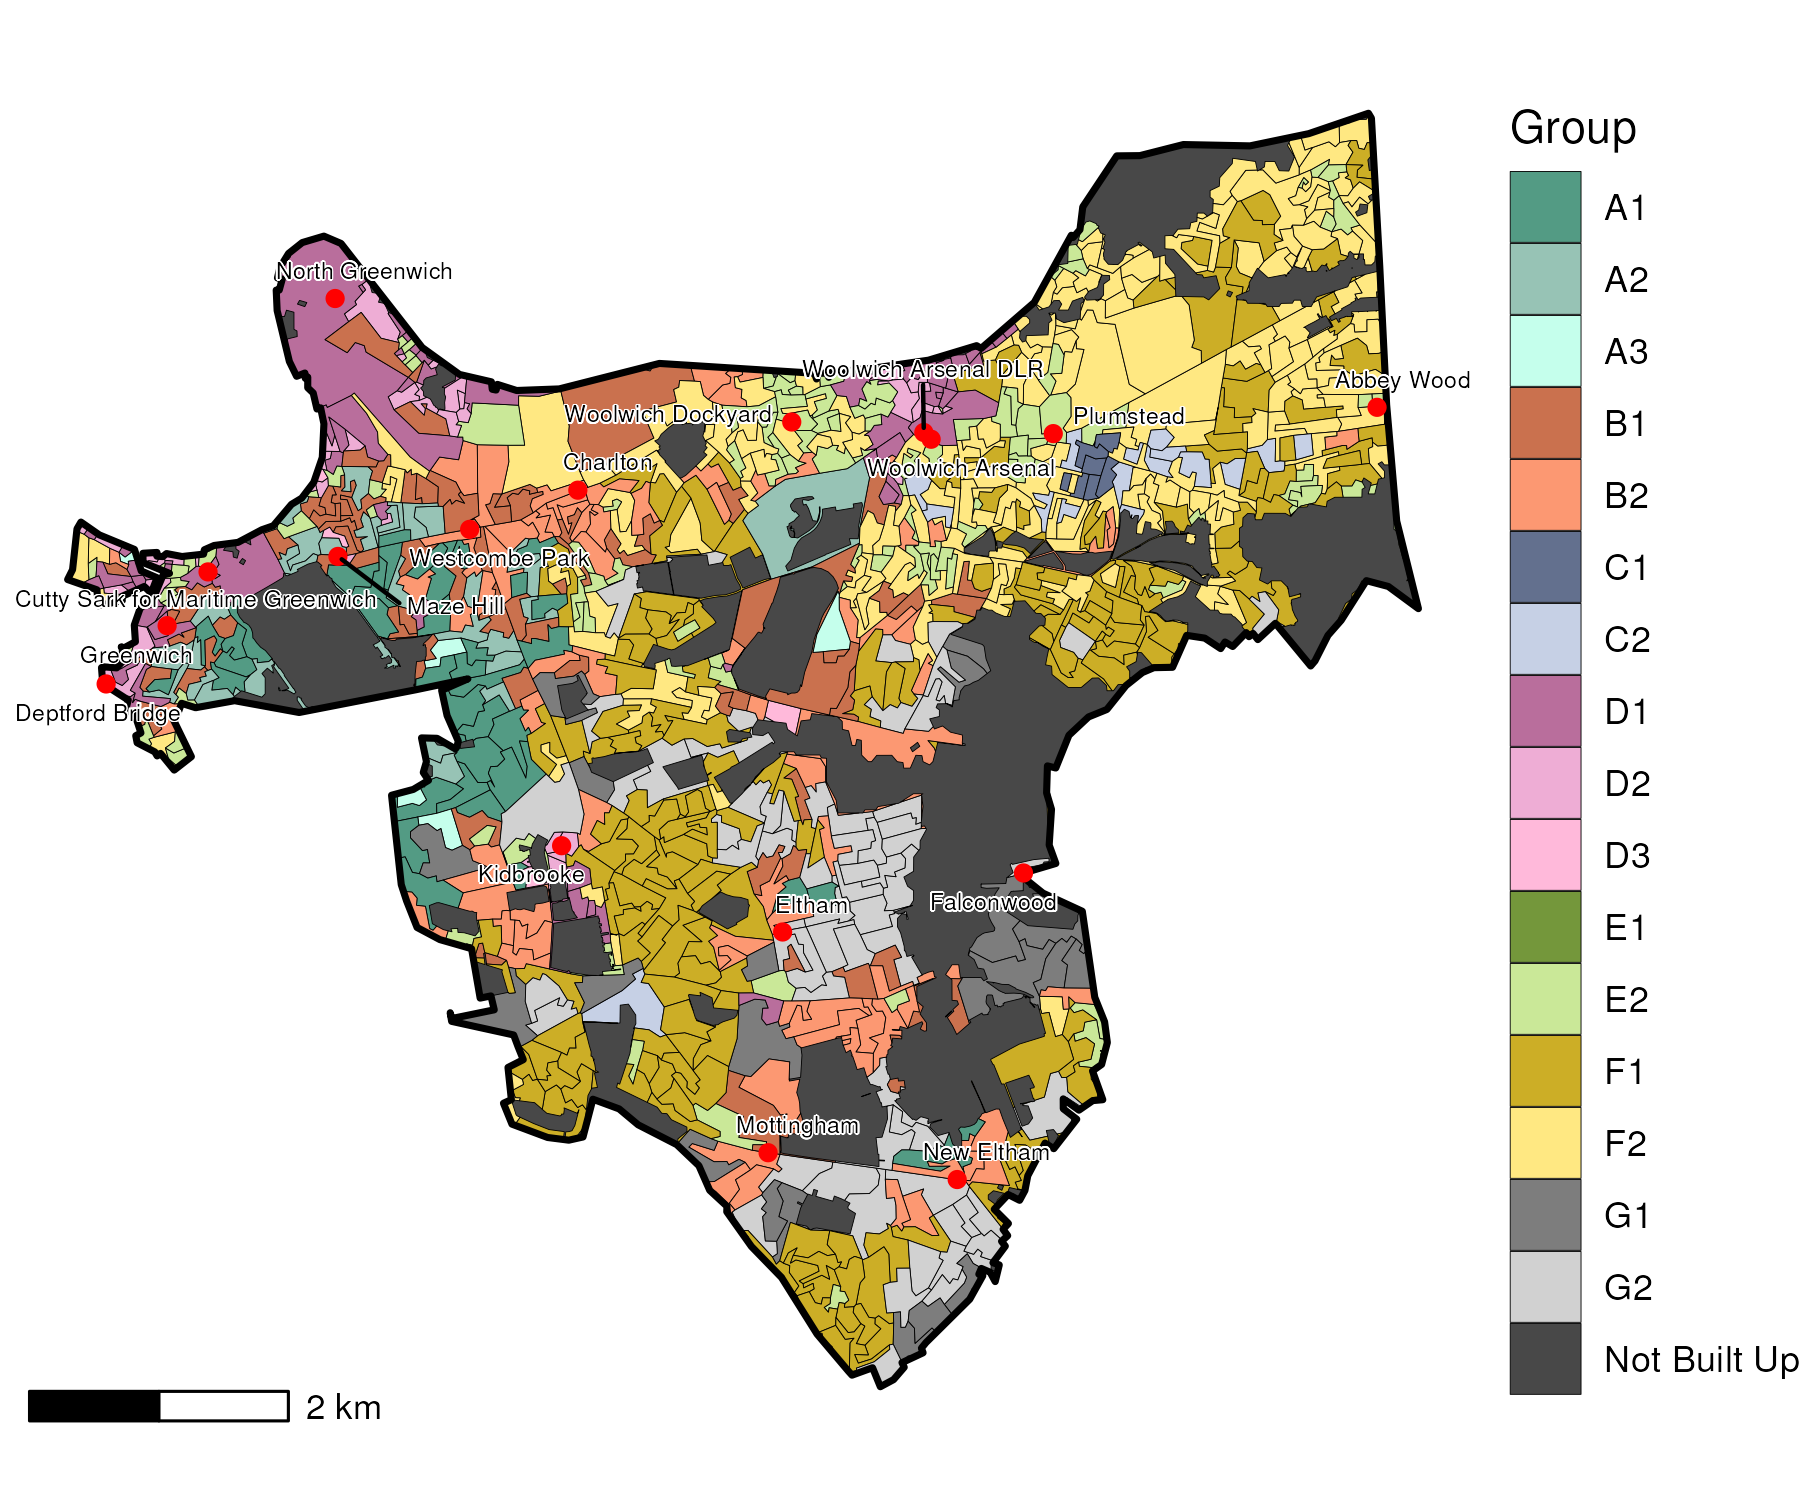 Group
A1
A2
A3
B1
B2
C1
C2
D1
D2
D3
E1
E2
F1
F2
G1
G2
Not Built Up
North Greenwich
Woolwich Arsenal DLR
Abbey Wood
Woolwich Dockyard
Plumstead
Charlton
Woolwich Arsenal
Westcombe Park
Cutty Sark for Maritime Greenwich
Maze Hill
Greenwich
Deptford Bridge
Kidbrooke
Eltham
Falconwood
Mottingham
New Eltham
2 km